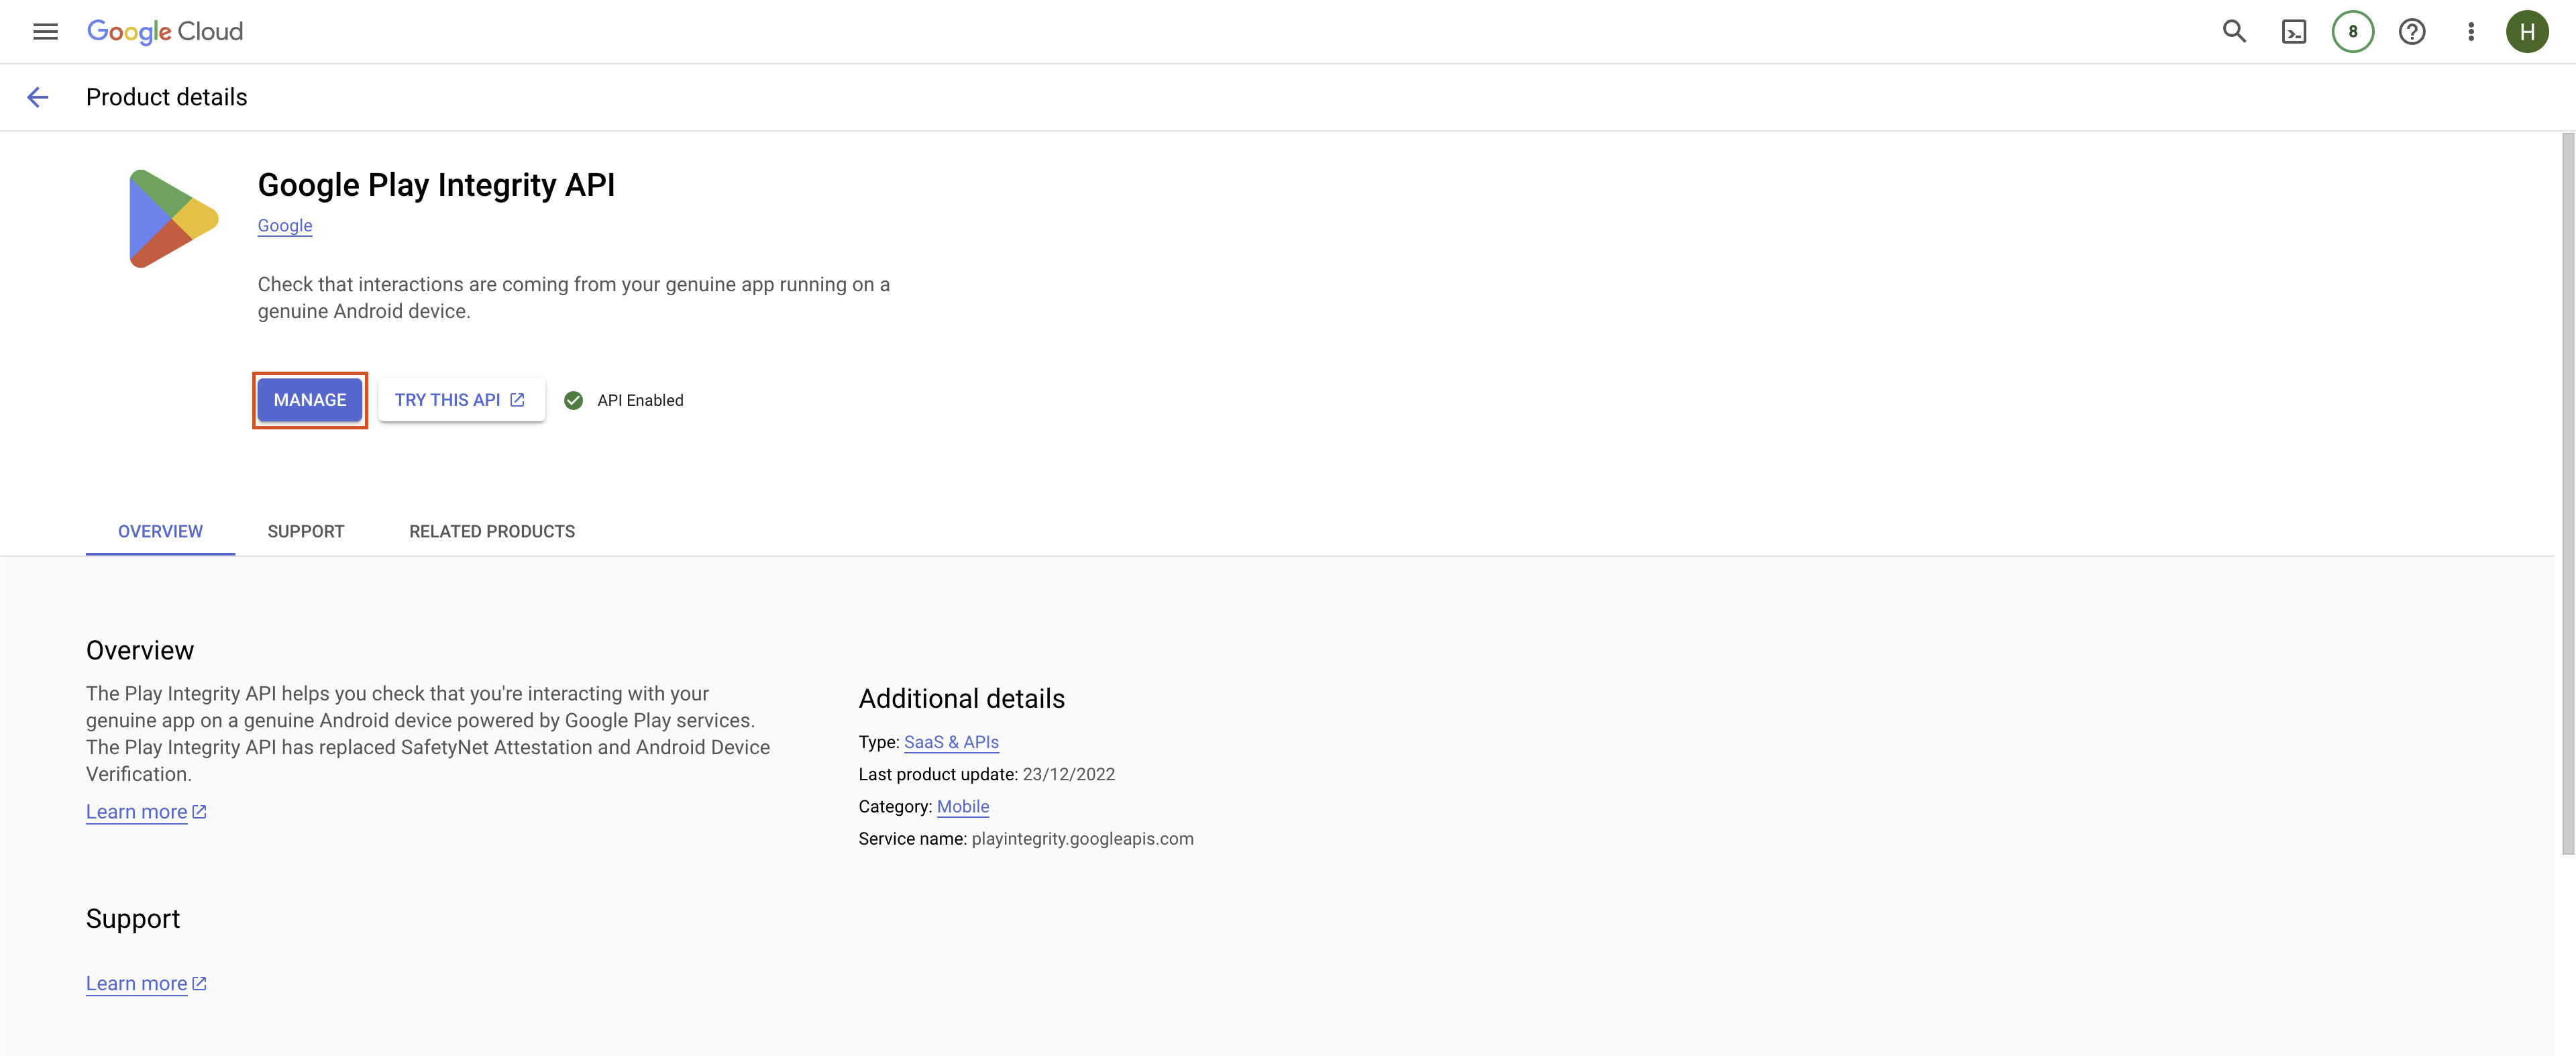 Google Cloud
8
H
Product details
Google Play Integrity API
Google
Check that interactions are coming from your genuine app running on a
genuine Android device.
MANAGE
TRY THIS API
API Enabled
OVERVIEW
SUPPORT
RELATED PRODUCTS
Overview
The Play Integrity API helps you check that you're interacting with your
genuine app on a genuine Android device powered by Google Play services.
The Play Integrity API has replaced SafetyNet Attestation and Android Device
Verification.
Learn more
Additional details
Type: SaaS & APIs
Last product update: 23/12/2022
Category: Mobile
Service name: playintegrity.googleapis.com
Support
Learn more